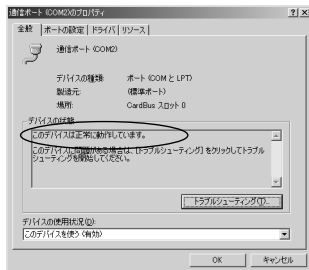 通信ポート (COM2)のプロパティ
全般 ポートの設定 ドライバ リソース
通信ポート (COM2)
デバイスの種類: ポート (COM と LPT)
製造元: (標準ポート)
場所: CardBus スロット 0
デバイスの状態
このデバイスは正常に動作しています。
このデバイスに問題がある場合は、[トラブルシューティング] をクリックしてトラブル
シューティングを開始してください。
トラブルシューティング(T)...
デバイスの使用状況(D):
このデバイスを使う (有効)
OK キャンセル